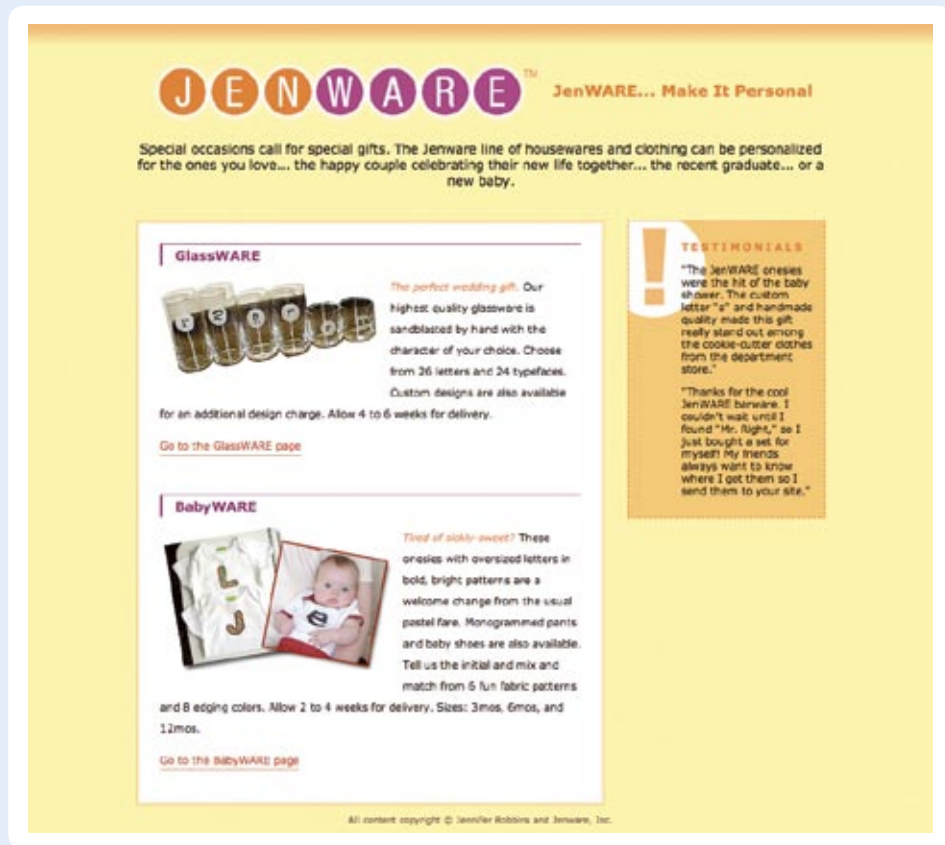 JENWARE™
JenWARE... Make It Personal
Special occasions call for special gifts. The Jenware line of housewares and clothing can be personalized
for the ones you love... the happy couple celebrating their new life together... the recent graduate... or a
new baby.
GlassWARE
The perfect wedding gift. Our
highest quality glassware is
sandblasted by hand with the
character of your choice. Choose
from 26 letters and 24 typefaces.
Custom designs are also available
for an additional design charge. Allow 4 to 6 weeks for delivery.
Go to the GlassWARE page
BabyWARE
Tired of sickly-sweet? These
onesies with oversized letters in
bold, bright patterns are a
welcome change from the usual
pastel fare. Monogrammed pants
and baby shoes are also available.
Tell us the initial and mix and
match from 6 fun fabric patterns
and 8 edging colors. Allow 2 to 4 weeks for delivery. Sizes: 3mos, 6mos, and
12mos.
L
J
e
Go to the BabyWARE page
!
TESTIMONIALS
"The JenWARE onesies
were the hit of the baby
shower. The custom
letter "s" and handmade
quality made this gift
really stand out among
the cookie-cutter clothes
from the department
store."
"Thanks for the cool
JenWARE barware. I
couldn't wait until I
found "Mr. Right," so I
just bought a set for
myself! My friends
always want to know
where I get them so I
send them to your site."
All content copyright © Jennifer Robbins and Jenware, Inc.